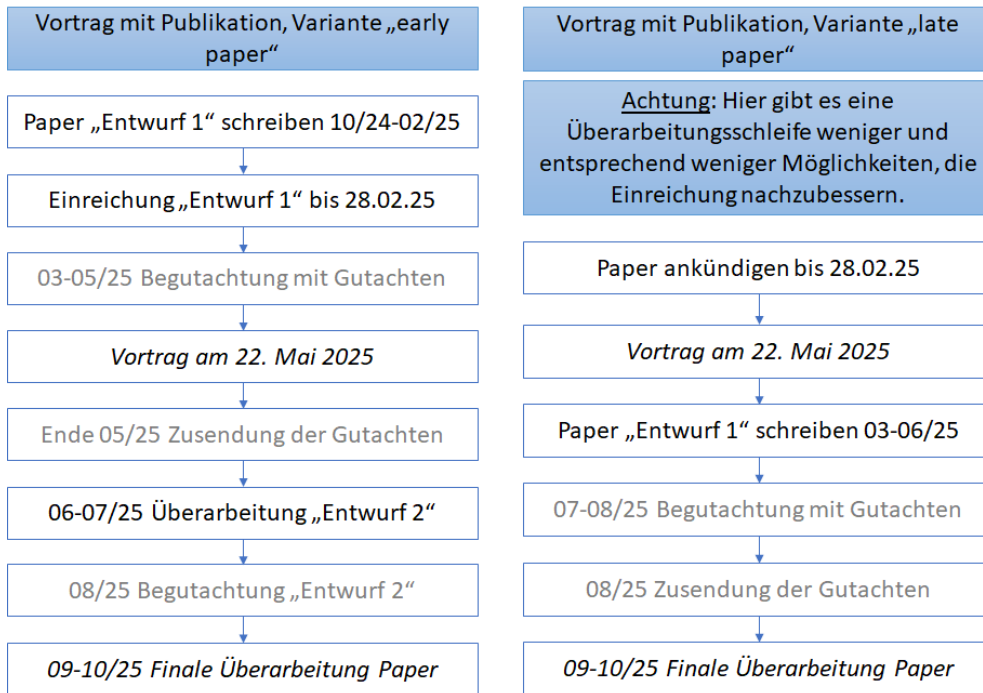 Vortrag mit Publikation, Variante „early
paper“
Paper „Entwurf 1“ schreiben 10/24-02/25
Einreichung „Entwurf 1“ bis 28.02.25
03-05/25 Begutachtung mit Gutachten
Vortrag am 22. Mai 2025
Ende 05/25 Zusendung der Gutachten
06-07/25 Überarbeitung „Entwurf 2“
08/25 Begutachtung „Entwurf 2“
09-10/25 Finale Überarbeitung Paper
Vortrag mit Publikation, Variante „late
paper“
Achtung: Hier gibt es eine
Überarbeitungsschleife weniger und
entsprechend weniger Möglichkeiten, die
Einreichung nachzubessern.
Paper ankündigen bis 28.02.25
Vortrag am 22. Mai 2025
Paper „Entwurf 1“ schreiben 03-06/25
07-08/25 Begutachtung mit Gutachten
08/25 Zusendung der Gutachten
09-10/25 Finale Überarbeitung Paper